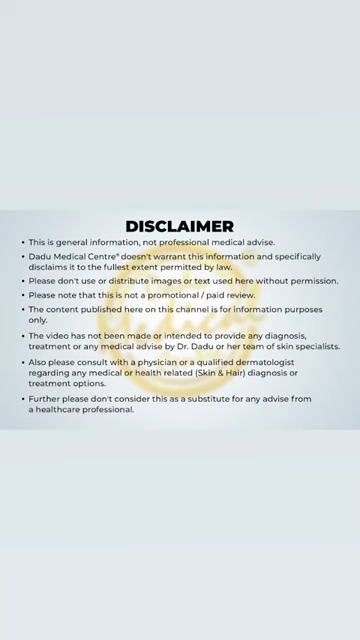 DISCLAIMER
• This is general information, not professional medical advise.
• Dadu Medical Centre® doesn't warrant this information and specifically
disclaims it to the fullest extent permitted by law.
• Please don't use or distribute images or text used here without permission.
• Please note that this is not a promotional / paid review.
• The content published here on this channel is for information purposes
only.
• The video has not been made or intended to provide any diagnosis,
treatment or any medical advise by Dr. Dadu or her team of skin specialists.
• Also please consult with a physician or a qualified dermatologist
regarding any medical or health related (Skin & Hair) diagnosis or
treatment options.
• Further please don't consider this as a substitute for any advise from
a healthcare professional.